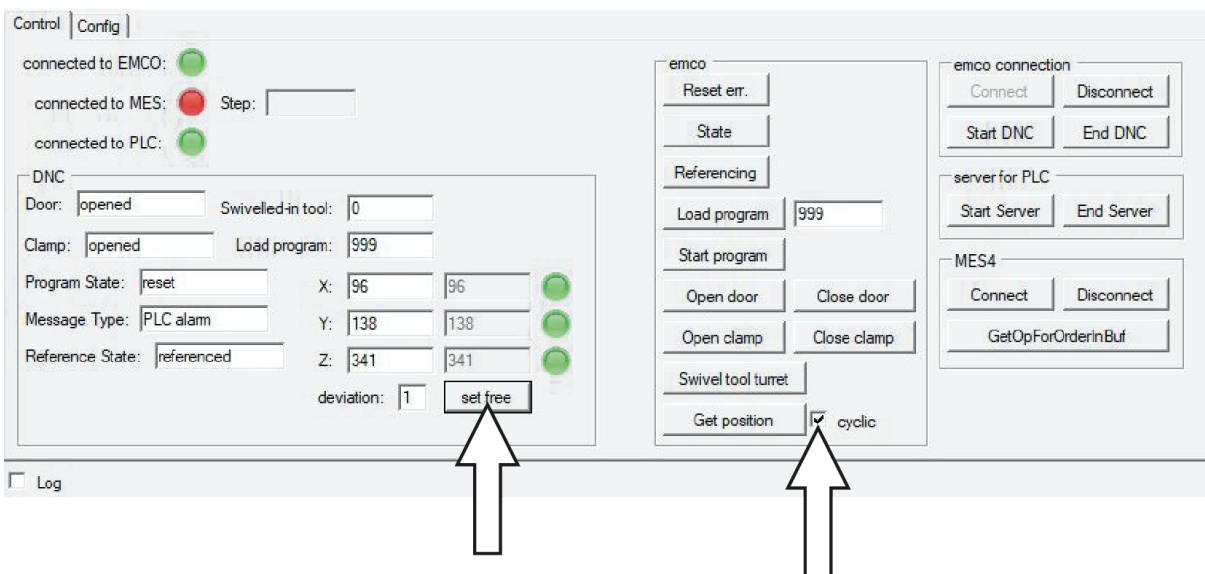 Control Config
connected to EMCO:
connected to MES: Step:
connected to PLC:
DNC
Door: opened Swivelled-in tool: 0
Clamp: opened Load program: 999
Program State: reset X: 96 96
Message Type: PLC alarm Y: 138 138
Reference State: referenced Z: 341 341
deviation: 1 set free
emco
Reset err.
State
Referencing
Load program 999
Start program
Open door Close door
Open clamp Close clamp
Swivel tool turret
Get position cyclic
emco connection
Connect Disconnect
Start DNC End DNC
server for PLC
Start Server End Server
MES4
Connect Disconnect
GetOpForOrderInBuf
Log